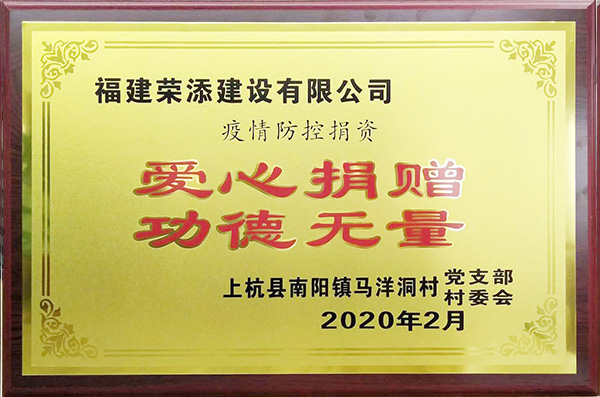 福建荣添建设有限公司
疫情防控捐资
爱心捐赠
功德无量
上杭县南阳镇马洋洞村党支部
村委会
2020年2月